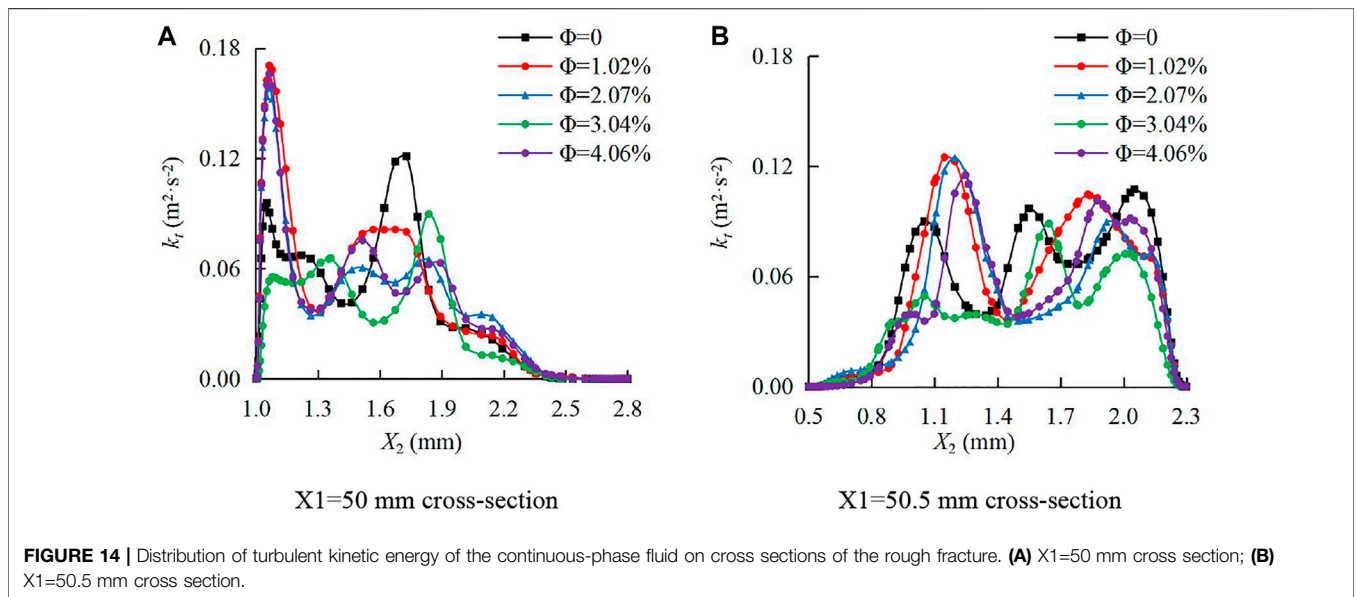 A
0.18
0.12
0.06
0.00
kt (m²·s⁻²)
1.0 1.3 1.6 1.9 2.2 2.5 2.8
X2 (mm)
Φ=0
Φ=1.02%
Φ=2.07%
Φ=3.04%
Φ=4.06%
X1=50 mm cross-section
B
0.18
0.12
0.06
0.00
kt (m²·s⁻²)
0.5 0.8 1.1 1.4 1.7 2.0 2.3
X2 (mm)
Φ=0
Φ=1.02%
Φ=2.07%
Φ=3.04%
Φ=4.06%
X1=50.5 mm cross-section
FIGURE 14 | Distribution of turbulent kinetic energy of the continuous-phase fluid on cross sections of the rough fracture. (A) X1=50 mm cross section; (B)
X1=50.5 mm cross section.